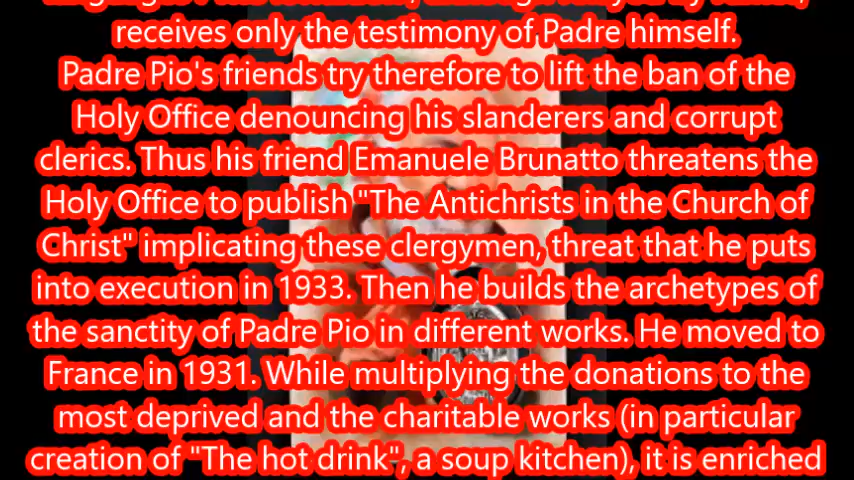 receives only the testimony of Padre himself.
Padre Pio's friends try therefore to lift the ban of the
Holy Office denouncing his slanderers and corrupt
clerics. Thus his friend Emanuele Brunatto threatens the
Holy Office to publish "The Antichrists in the Church of
Christ" implicating these clergymen, threat that he puts
into execution in 1933. Then he builds the archetypes of
the sanctity of Padre Pio in different works. He moved to
France in 1931. While multiplying the donations to the
most deprived and the charitable works (in particular
creation of "The hot drink", a soup kitchen), it is enriched